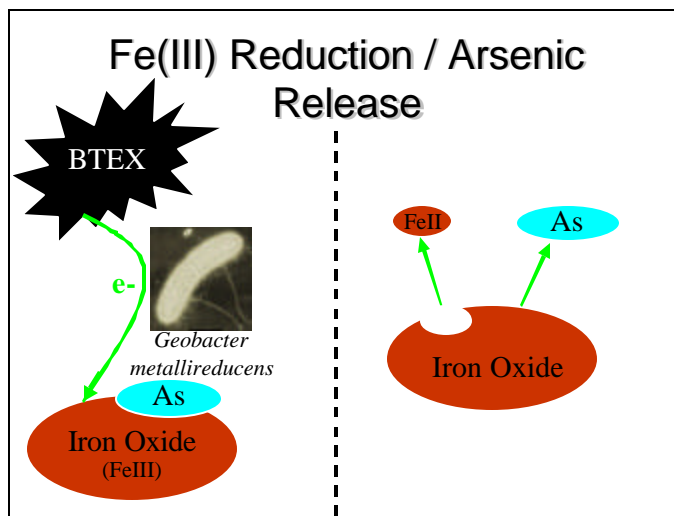 Fe(III) Reduction / Arsenic
Release
BTEX
e-
Geobacter
metallireducens
As
Iron Oxide
(FeIII)
FeII
As
Iron Oxide